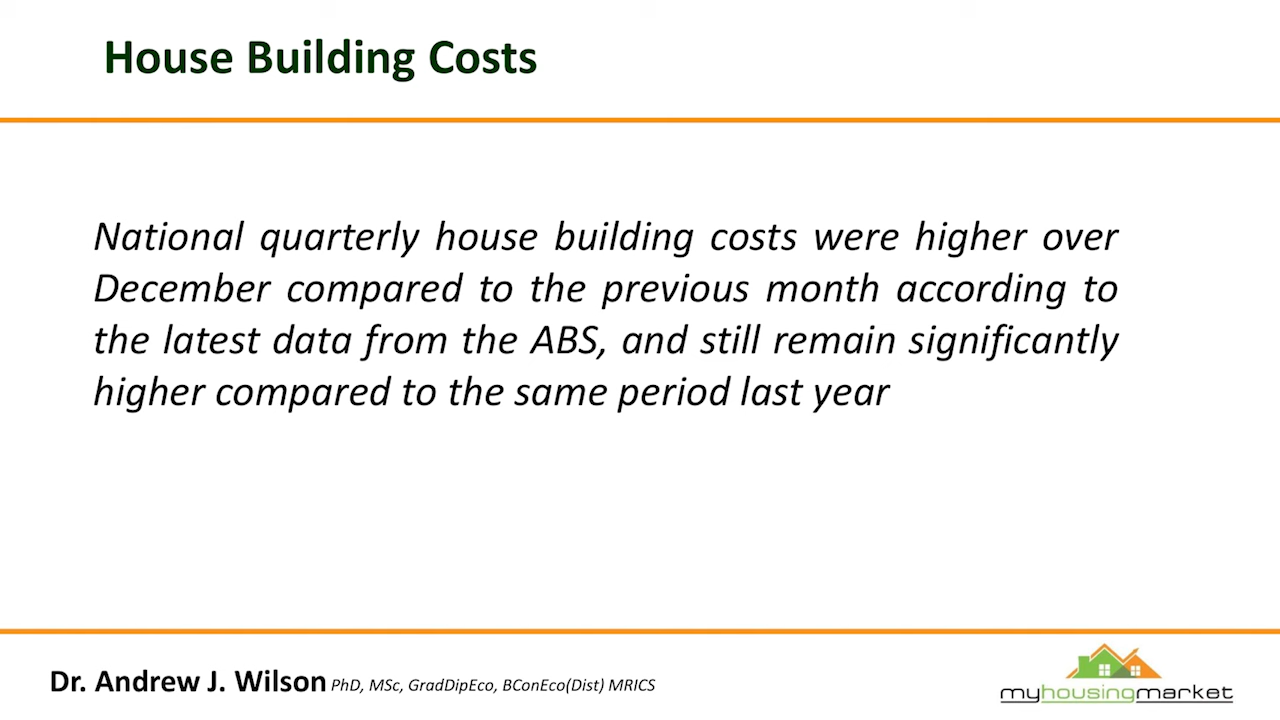 House Building Costs
National quarterly house building costs were higher over
December compared to the previous month according to
the latest data from the ABS, and still remain significantly
higher compared to the same period last year
Dr. Andrew J. Wilson PhD, MSc, GradDipEco, BConEco(Dist) MRICS
myhousingmarket